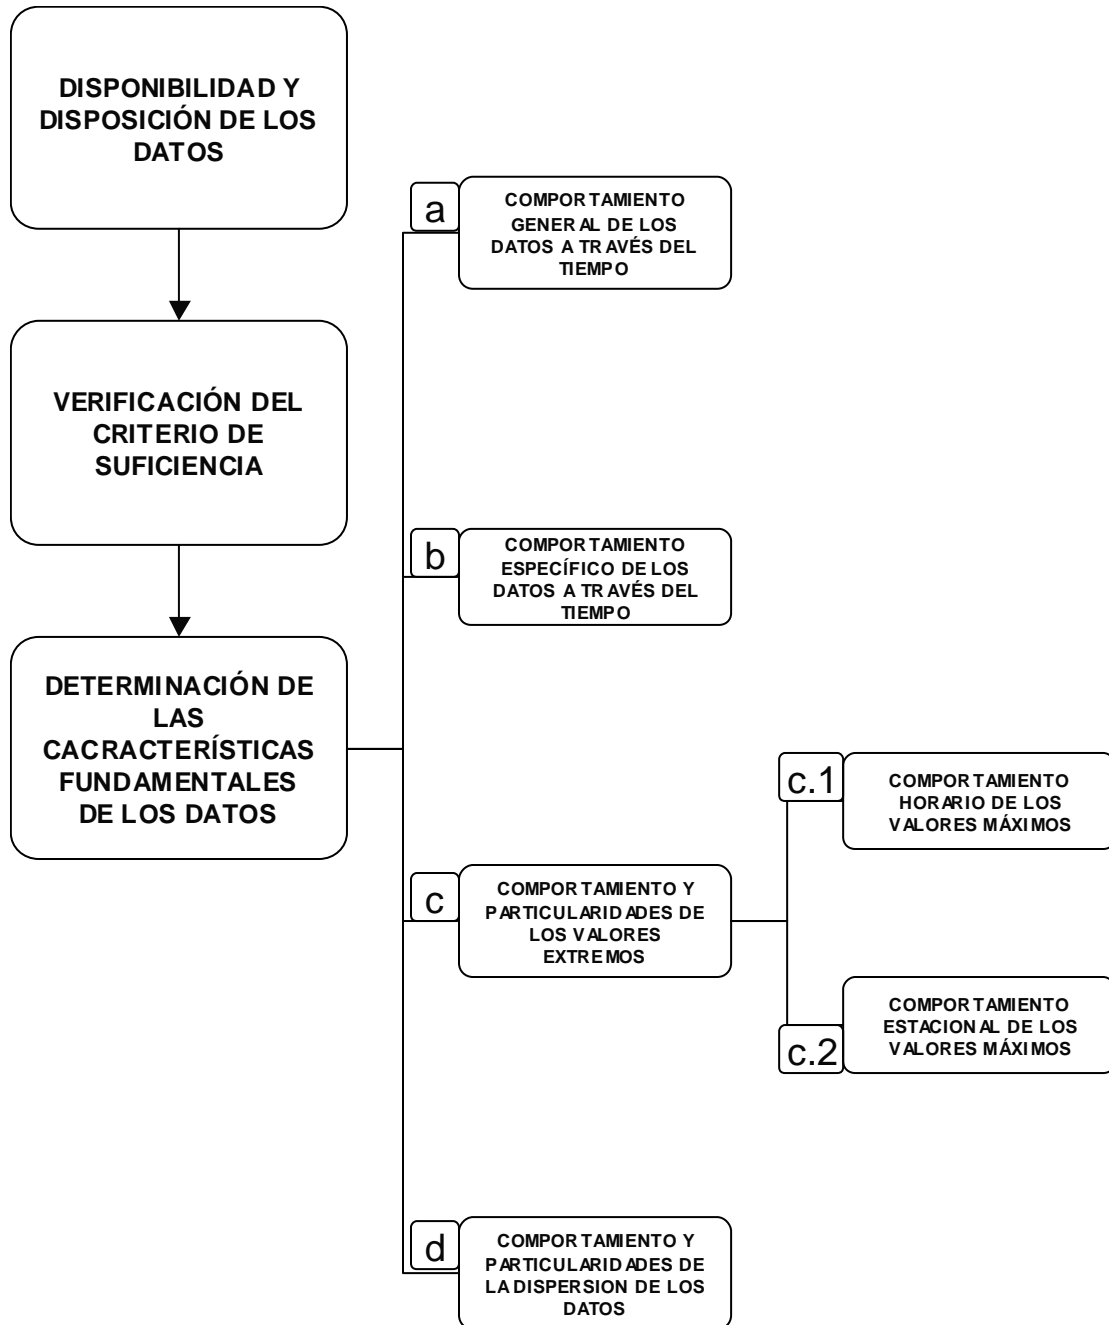 DISPONIBILIDAD Y
DISPOSICIÓN DE LOS
DATOS
VERIFICACIÓN DEL
CRITERIO DE
SUFICIENCIA
DETERMINACIÓN DE
LAS
CACRACTERÍSTICAS
FUNDAMENTALES
DE LOS DATOS
a
COMPORTAMIENTO
GENERAL DE LOS
DATOS A TRAVÉS DEL
TIEMPO
b
COMPORTAMIENTO
ESPECÍFICO DE LOS
DATOS A TRAVÉS DEL
TIEMPO
c
COMPORTAMIENTO Y
PARTICULARIDADES DE
LOS VALORES
EXTREMOS
c.1
COMPORTAMIENTO
HORARIO DE LOS
VALORES MÁXIMOS
c.2
COMPORTAMIENTO
ESTACIONAL DE LOS
VALORES MÁXIMOS
d
COMPORTAMIENTO Y
PARTICULARIDADES DE
LA DISPERSION DE LOS
DATOS